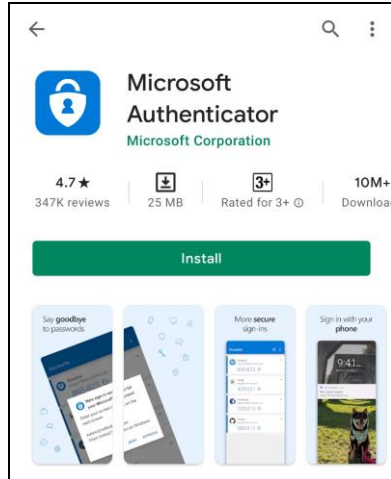 Microsoft
Authenticator
Microsoft Corporation
4.7★
347K reviews
25 MB
3+
Rated for 3+
10M+
Downloa
Install
Say goodbye
to passwords
More secure
sign-ins
Sign in with your
phone
9:41